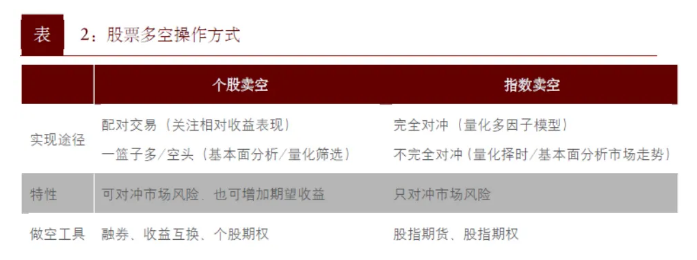 表 2：股票多空操作方式
个股卖空 指数卖空
实现途径 配对交易（关注相对收益表现） 完全对冲（量化多因子模型）
一篮子多/空头（基本面分析/量化筛选） 不完全对冲（量化择时/基本面分析市场走势）
特性 可对冲市场风险、也可增加期望收益 只对冲市场风险
做空工具 融券、收益互换、个股期权 股指期货、股指期权